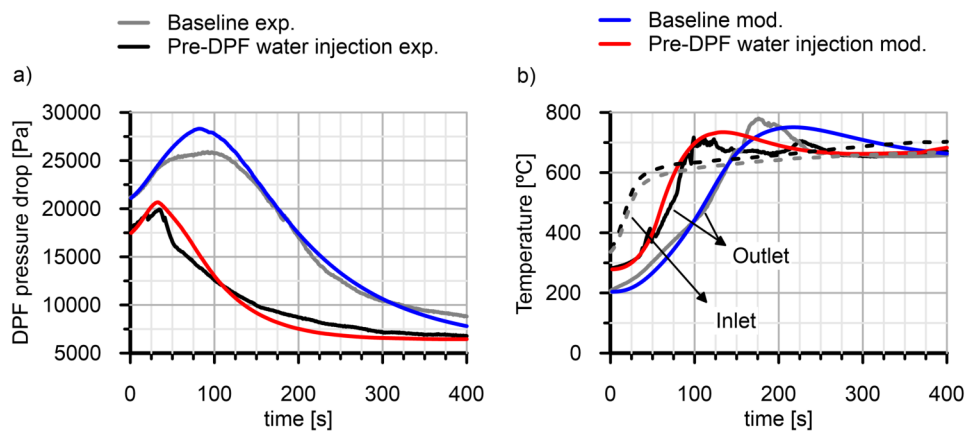 Baseline exp.
Pre-DPF water injection exp.
Baseline mod.
Pre-DPF water injection mod.
a)
DPF pressure drop [Pa]
30000
25000
20000
15000
10000
5000
0 100 200 300 400
time [s]
b)
Temperature [ºC]
800
600
400
200
0
Outlet
Inlet
0 100 200 300 400
time [s]